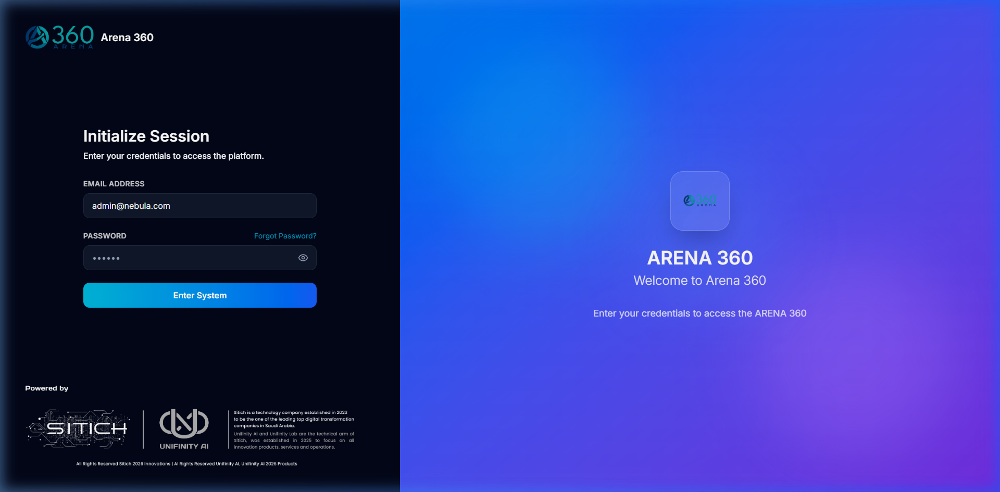 360
ARENA
Arena 360
Initialize Session
Enter your credentials to access the platform.
EMAIL ADDRESS
admin@nebula.com
PASSWORD
Forgot Password?
Enter System
Powered by
SITICH
UNIFINITY AI
Sitich is a technology company established in 2023
to be the one of the leading top digital transformation
companies in Saudi Arabia.
Unifinity Ai and Unifinity Lab are the technical arm of
Sitich, was established in 2025 to focus on all
innovation products, services and operations.
All Rights Reserved Sitich 2026 Innovations | AI Rights Reserved Unifinity AI, Unifinity AI 2026 Products
360
ARENA
ARENA 360
Welcome to Arena 360
Enter your credentials to access the ARENA 360